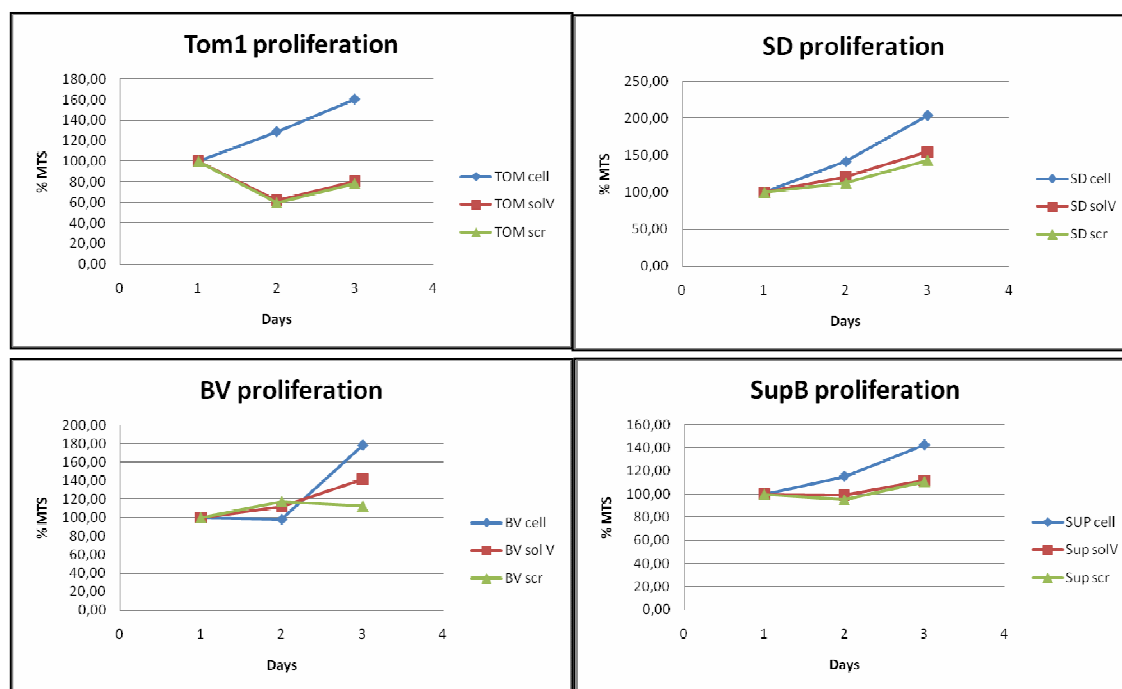 Tom1 proliferation
180,00
160,00
140,00
120,00
100,00
80,00
60,00
40,00
20,00
0,00
% MTS
0 1 2 3 4
Days
TOM cell
TOM solV
TOM scr
SD proliferation
250,00
200,00
150,00
100,00
50,00
0,00
% MTS
0 1 2 3 4
Days
SD cell
SD solV
SD scr
BV proliferation
200,00
180,00
160,00
140,00
120,00
100,00
80,00
60,00
40,00
20,00
0,00
% MTS
0 1 2 3 4
Days
BV cell
BV sol V
BV scr
SupB proliferation
160,00
140,00
120,00
100,00
80,00
60,00
40,00
20,00
0,00
% MTS
0 1 2 3 4
Days
SUP cell
Sup solV
Sup scr